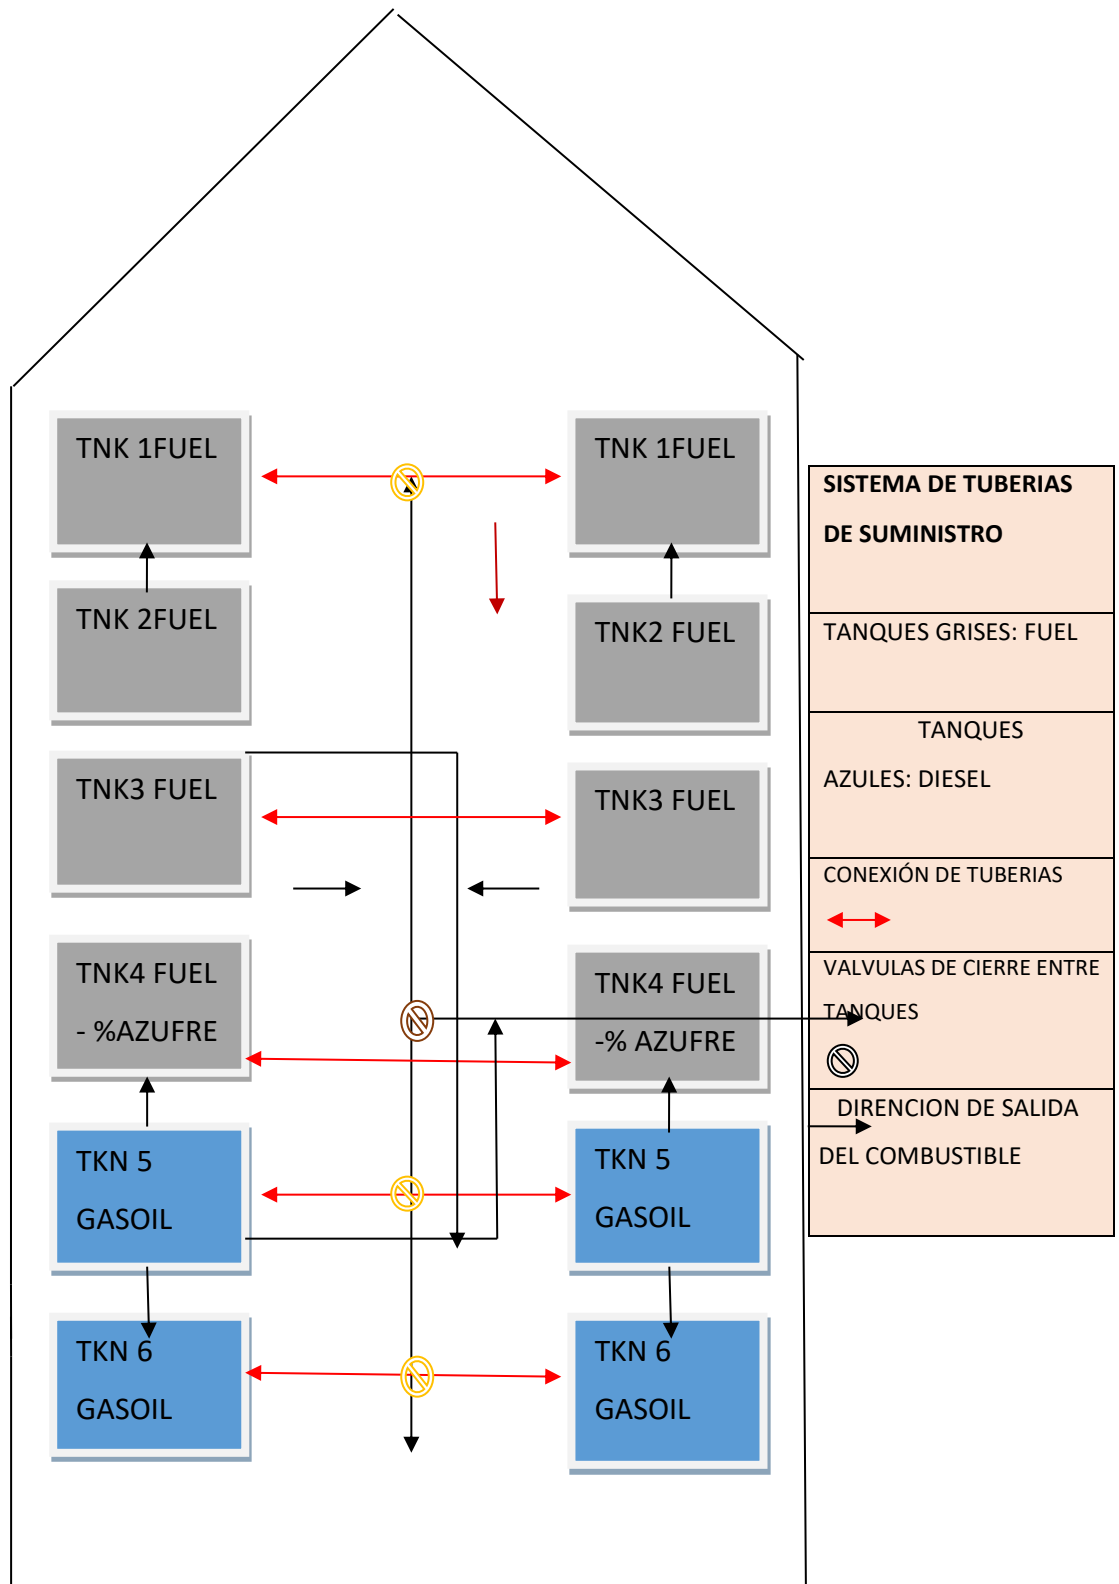 TNK 1FUEL
TNK 1FUEL
TNK 2FUEL
TNK2 FUEL
TNK3 FUEL
TNK3 FUEL
TNK4 FUEL
- %AZUFRE
TNK4 FUEL
-% AZUFRE
TKN 5
GASOIL
TKN 5
GASOIL
TKN 6
GASOIL
TKN 6
GASOIL
SISTEMA DE TUBERIAS
DE SUMINISTRO
TANQUES GRISES: FUEL
TANQUES
AZULES: DIESEL
CONEXIÓN DE TUBERIAS
VALVULAS DE CIERRE ENTRE
TANQUES
DIRENCION DE SALIDA
DEL COMBUSTIBLE